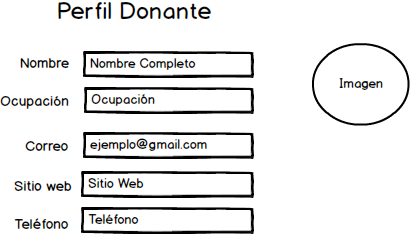 Perfil Donante
Nombre Nombre Completo
Imagen
Ocupación Ocupación
Correo ejemplo@gmail.com
Sitio web Sitio Web
Teléfono Teléfono